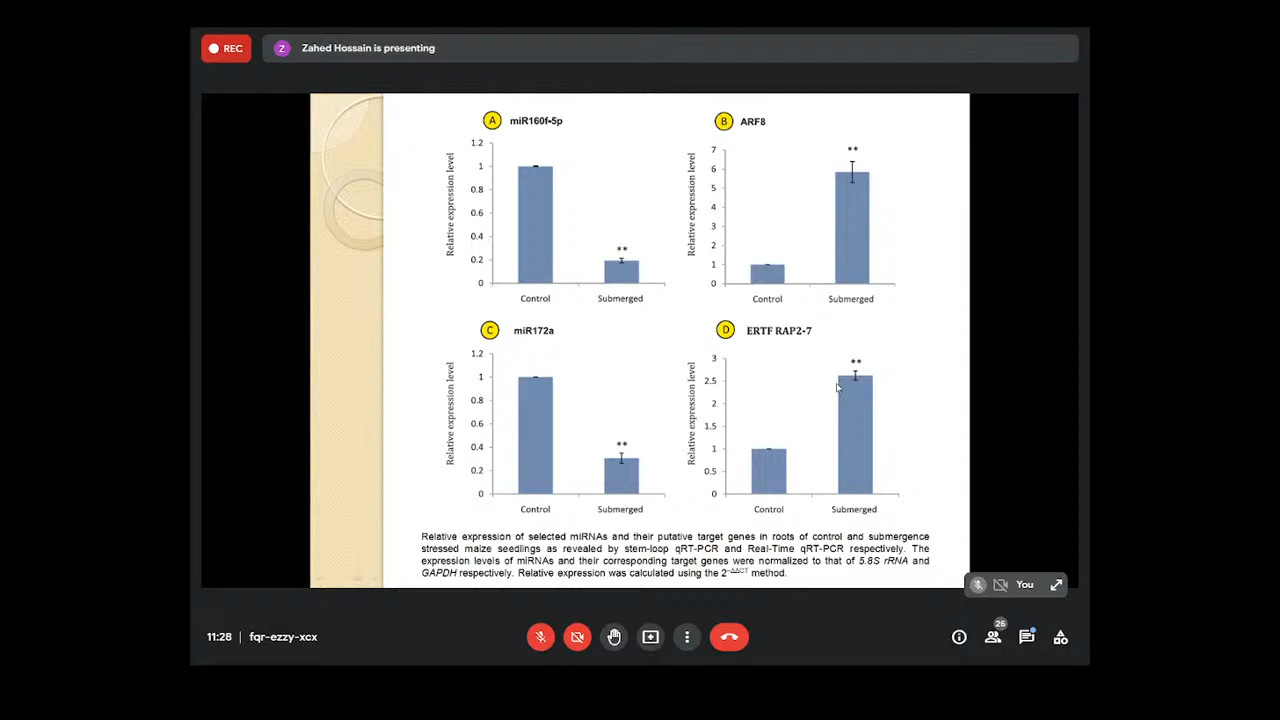 REC
Z Zahed Hossain is presenting
A miR160f-5p
Relative expression level
1.2
1
0.8
0.6
0.4
0.2
0
**
Control Submerged
B ARF8
Relative expression level
7
6
5
4
3
2
1
0
**
Control Submerged
C miR172a
Relative expression level
1.2
1
0.8
0.6
0.4
0.2
0
**
Control Submerged
D ERTF RAP2-7
Relative expression level
3
2.5
2
1.5
1
0.5
0
**
Control Submerged
Relative expression of selected miRNAs and their putative target genes in roots of control and submergence
stressed maize seedlings as revealed by stem-loop qRT-PCR and Real-Time qRT-PCR respectively. The
expression levels of miRNAs and their corresponding target genes were normalized to that of 5.8S rRNA and
GAPDH respectively. Relative expression was calculated using the 2−ΔΔCT method.
You
11:28 | fqr-ezzy-xcx
26